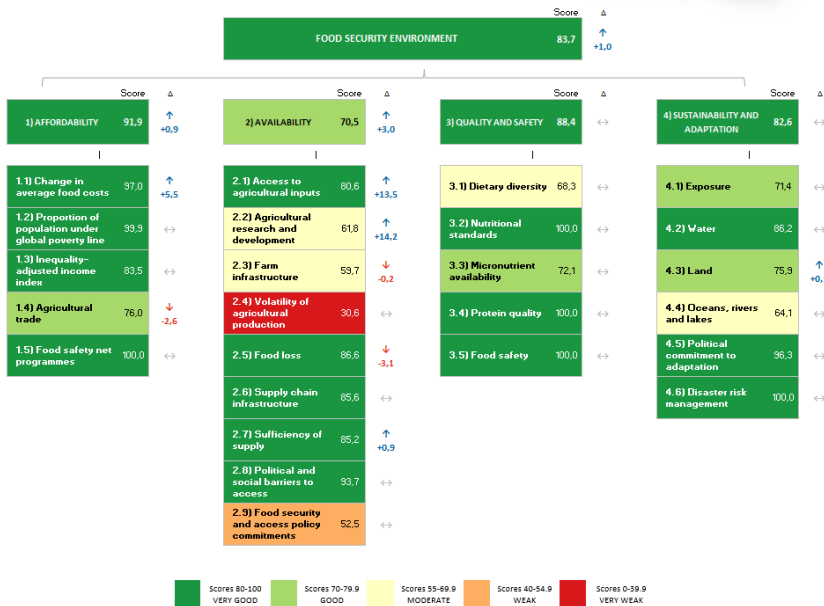 Score Δ
FOOD SECURITY ENVIRONMENT 83,7 ↑
+1,0
Score Δ Score Δ Score Δ Score Δ
1) AFFORDABILITY 91,9 ↑
+0,9
2) AVAILABILITY 70,5 ↑
+3,0
3) QUALITY AND SAFETY 88,4 ↔
4) SUSTAINABILITY AND
ADAPTATION 82,6 ↔
1.1) Change in
average food costs 97,0 ↑
+5,5
1.2) Proportion of
population under
global poverty line 99,9 ↔
1.3) Inequality-
adjusted income
index 83,5 ↔
1.4) Agricultural
trade 76,0 ↓
-2,6
1.5) Food safety net
programmes 100,0 ↔
2.1) Access to
agricultural inputs 80,6 ↑
+13,5
2.2) Agricultural
research and
development 61,8 ↑
+14,2
2.3) Farm
infrastructure 59,7 ↓
-0,2
2.4) Volatility of
agricultural
production 30,6 ↔
2.5) Food loss 86,6 ↓
-3,1
2.6) Supply chain
infrastructure 85,6 ↔
2.7) Sufficiency of
supply 85,2 ↑
+0,9
2.8) Political and
social barriers to
access 93,7 ↔
2.9) Food security
and access policy
commitments 52,5 ↔
3.1) Dietary diversity 68,3 ↔
3.2) Nutritional
standards 100,0 ↔
3.3) Micronutrient
availability 72,1 ↔
3.4) Protein quality 100,0 ↔
3.5) Food safety 100,0 ↔
4.1) Exposure 71,4 ↔
4.2) Water 86,2 ↔
4.3) Land 75,9 ↑
4.4) Oceans, rivers
and lakes 64,1 ↔
4.5) Political
commitment to
adaptation 96,3 ↔
4.6) Disaster risk
management 100,0 ↔
Scores 80-100
VERY GOOD
Scores 70-79.9
GOOD
Scores 55-69.9
MODERATE
Scores 40-54.9
WEAK
Scores 0-39.9
VERY WEAK